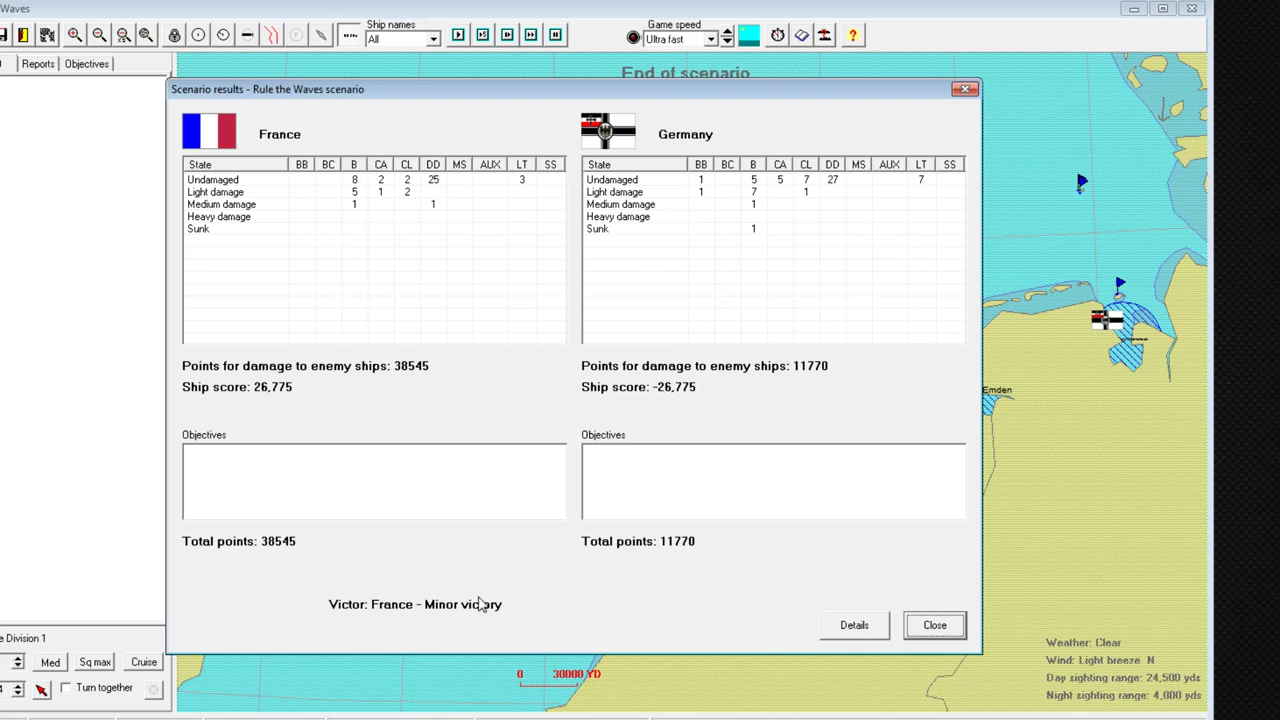 Waves
Ship names
All
Game speed
Ultra fast
?
Reports Objectives
End of scenario
Scenario results - Rule the Waves scenario
France
State BB BC B CA CL DD MS AUX LT SS
Undamaged 8 2 2 25 3
Light damage 5 1 2
Medium damage 1 1
Heavy damage
Sunk
Points for damage to enemy ships: 38545
Ship score: 26,775
Objectives
Total points: 38545
Germany
State BB BC B CA CL DD MS AUX LT SS
Undamaged 1 5 5 7 27 7
Light damage 1 7 1
Medium damage 1
Heavy damage
Sunk 1
Points for damage to enemy ships: 11770
Ship score: -26,775
Objectives
Total points: 11770
Victor: France - Minor victory
Details Close
Emden
e Division 1
Med Sq max Cruise
Turn together
0 30000 YD
Weather: Clear
Wind: Light breeze N
Day sighting range: 24,500 yds
Night sighting range: 4,000 yds